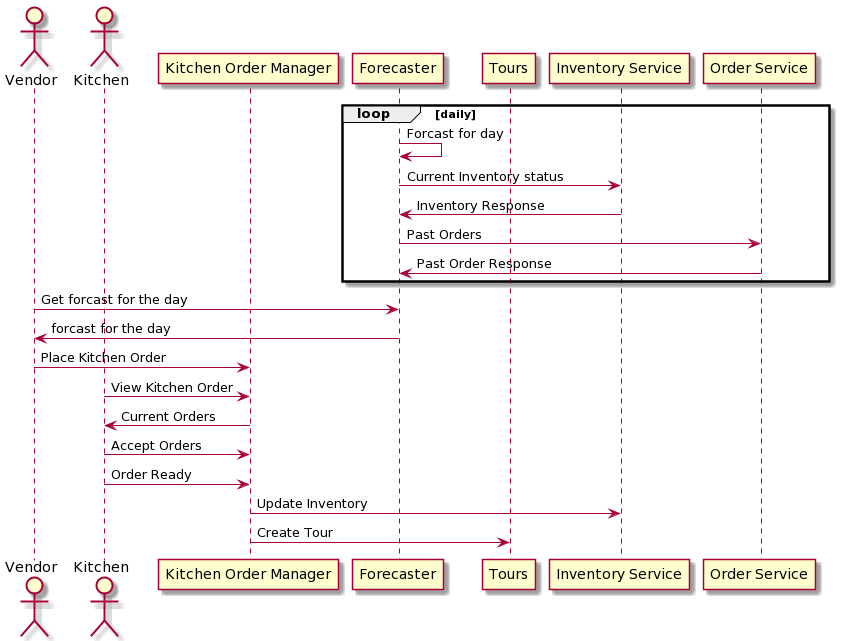 Vendor
Kitchen
Kitchen Order Manager
Forecaster
Tours
Inventory Service
Order Service
loop
[daily]
Forcast for day
Current Inventory status
Inventory Response
Past Orders
Past Order Response
Get forcast for the day
forcast for the day
Place Kitchen Order
View Kitchen Order
Current Orders
Accept Orders
Order Ready
Update Inventory
Create Tour
Vendor
Kitchen
Kitchen Order Manager
Forecaster
Tours
Inventory Service
Order Service